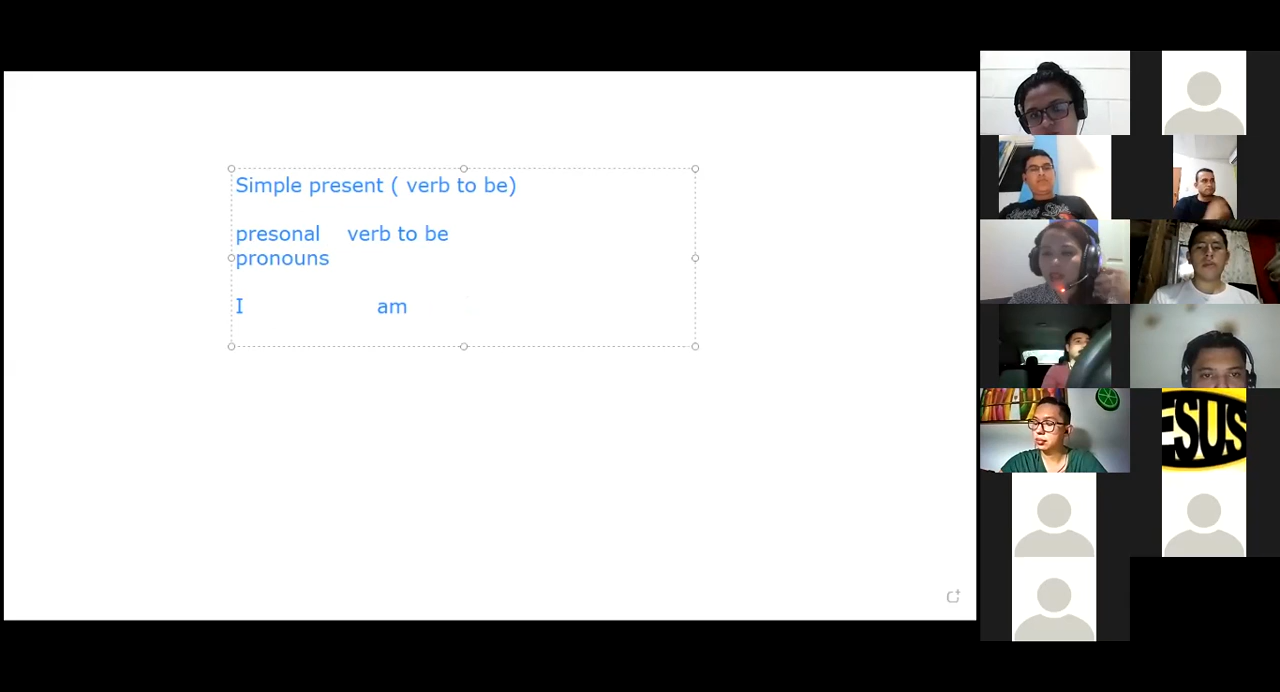 Simple present ( verb to be)
presonal verb to be
pronouns
I am
ESUS